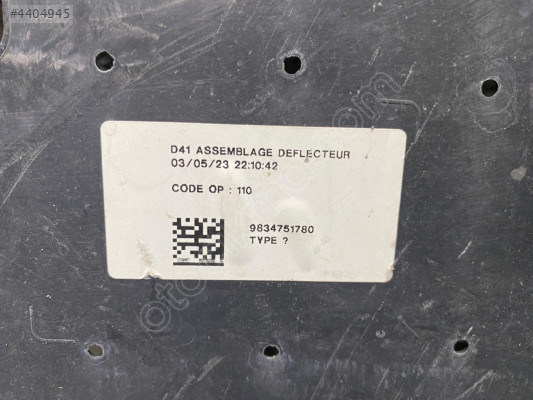 #4404945
D41 ASSEMBLAGE DEFLECTEUR
03/05/23 22:10:42
CODE OP : 110
9834751780
TYPE ?